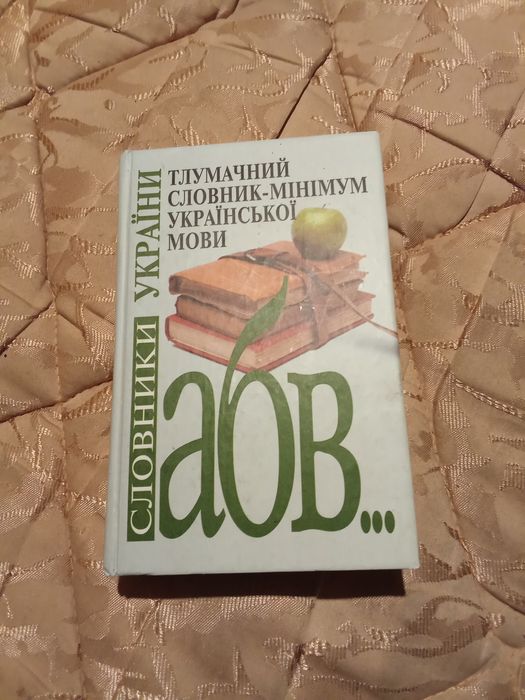 СЛОВНИКИ УКРАЇНИ
ТЛУМАЧНИЙ
СЛОВНИК-МІНІМУМ
УКРАЇНСЬКОЇ
МОВИ
абв...